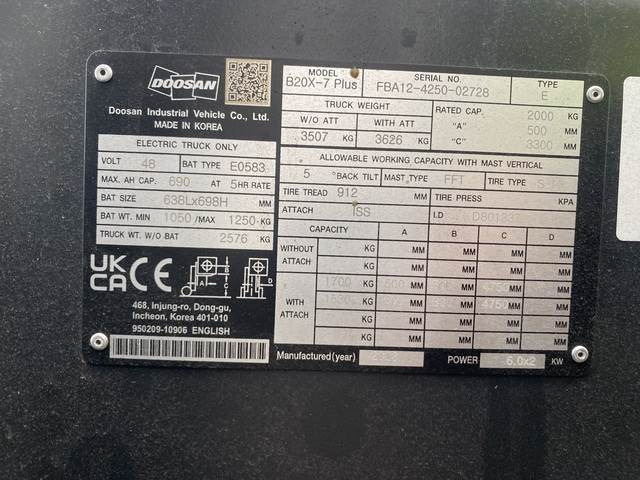 DOOSAN
Doosan Industrial Vehicle Co., Ltd.
MADE IN KOREA
ELECTRIC TRUCK ONLY
VOLT 48 BAT TYPE E0583
MAX. AH CAP. 690 AT 5HR RATE
BAT SIZE 638Lx698H MM
BAT WT. MIN 1050 /MAX 1250 KG
TRUCK WT. W/O BAT 2576 KG
UK
CA CE
A B C D
468, Injung-ro, Dong-gu,
Incheon, Korea 401-010
950209-10906 ENGLISH
MODEL SERIAL NO. TYPE
B20X-7 Plus FBA12-4250-02728 E
TRUCK WEIGHT
W/O ATT WITH ATT
3507 KG 3626 KG
RATED CAP. 2000 KG
"A" 500 MM
"C" 3300 MM
ALLOWABLE WORKING CAPACITY WITH MAST VERTICAL
5 BACK TILT MAST TYPE FFT TIRE TYPE
TIRE TREAD 912 MM TIRE PRESS. KPA
ATTACH ISS I.D
CAPACITY A B C D
WITHOUT
ATTACH
WITH
ATTACH
KG MM MM MM MM
KG MM MM MM MM
1700 KG MM MM MM MM
KG MM MM MM MM
KG MM MM MM MM
KG MM MM MM MM
Manufactured(year) POWER 6.0x2 KW